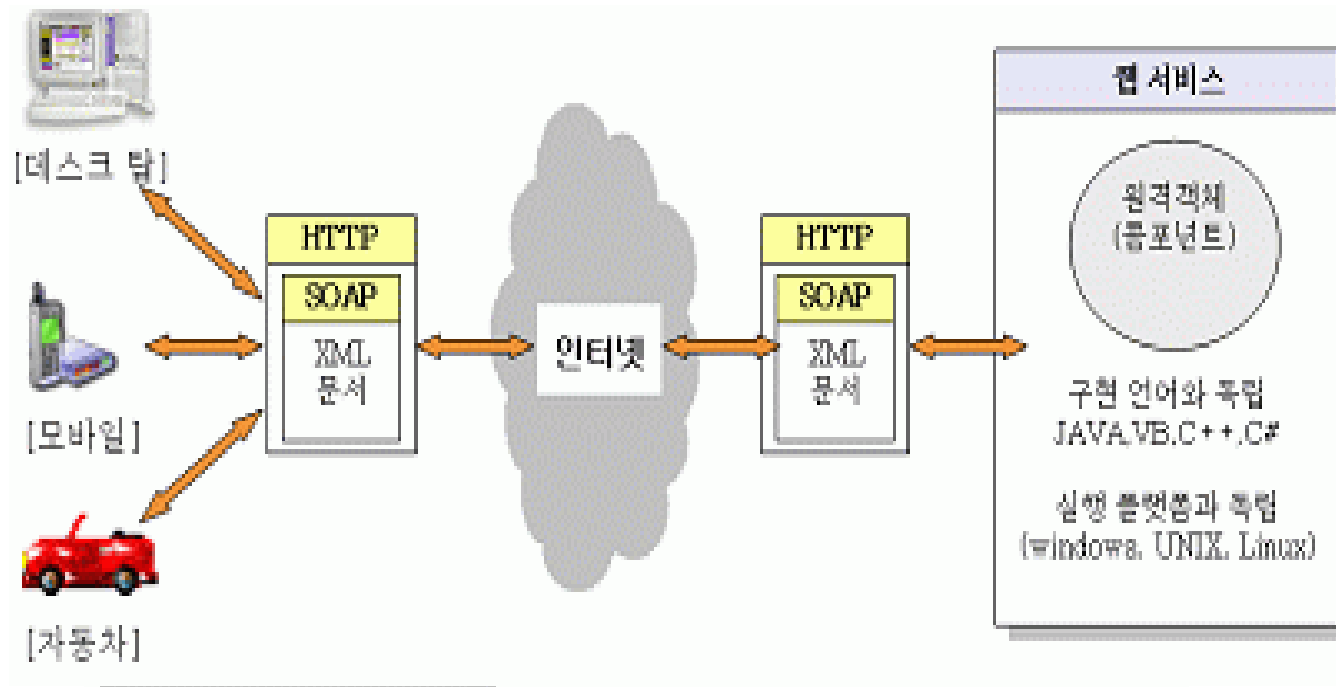 [데스크 탑]
[모바일]
[자동차]
HTTP
SOAP
XML
문서
인터넷
HTTP
SOAP
XML
문서
웹 서비스
원격객체
(콤포넌트)
구현 언어와 독립
JAVA,VB,C++,C#
실행 플랫폼과 독립
(windows, UNIX, Linux)